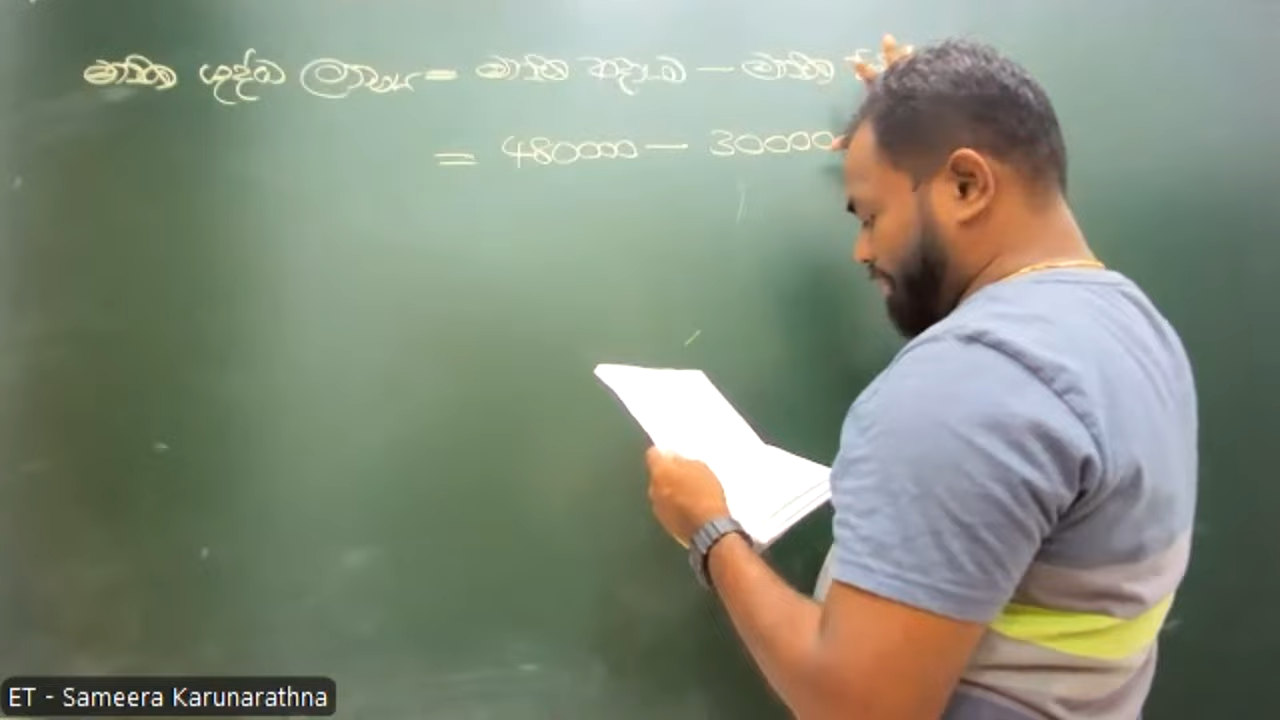 මාසික ශුද්ධ ලාභය = මාසික ආදායම – මාසික
= 48000 – 30000
ET - Sameera Karunarathna